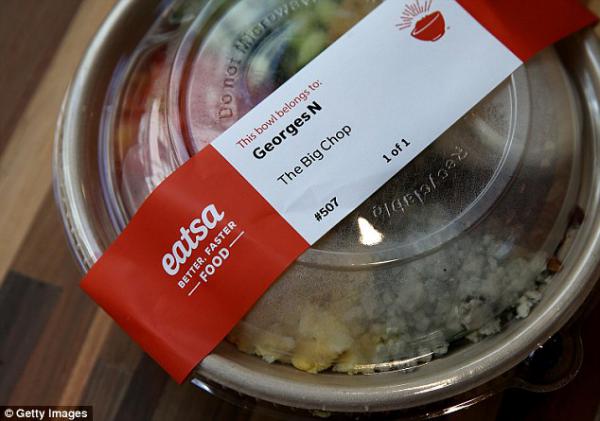 Do not Microwave
This bowl belongs to:
Georges N
The Big Chop
1 of 1
#507
Recyclable
eatsa
BETTER, FASTER
FOOD
© Getty Images